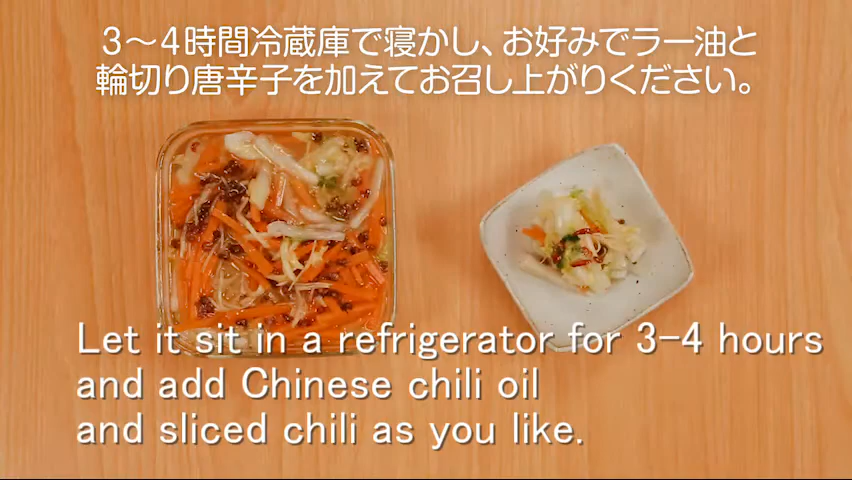 3〜4時間冷蔵庫で寝かし、お好みでラー油と
輪切り唐辛子を加えてお召し上がりください。
Let it sit in a refrigerator for 3-4 hours
and add Chinese chili oil
and sliced chili as you like.